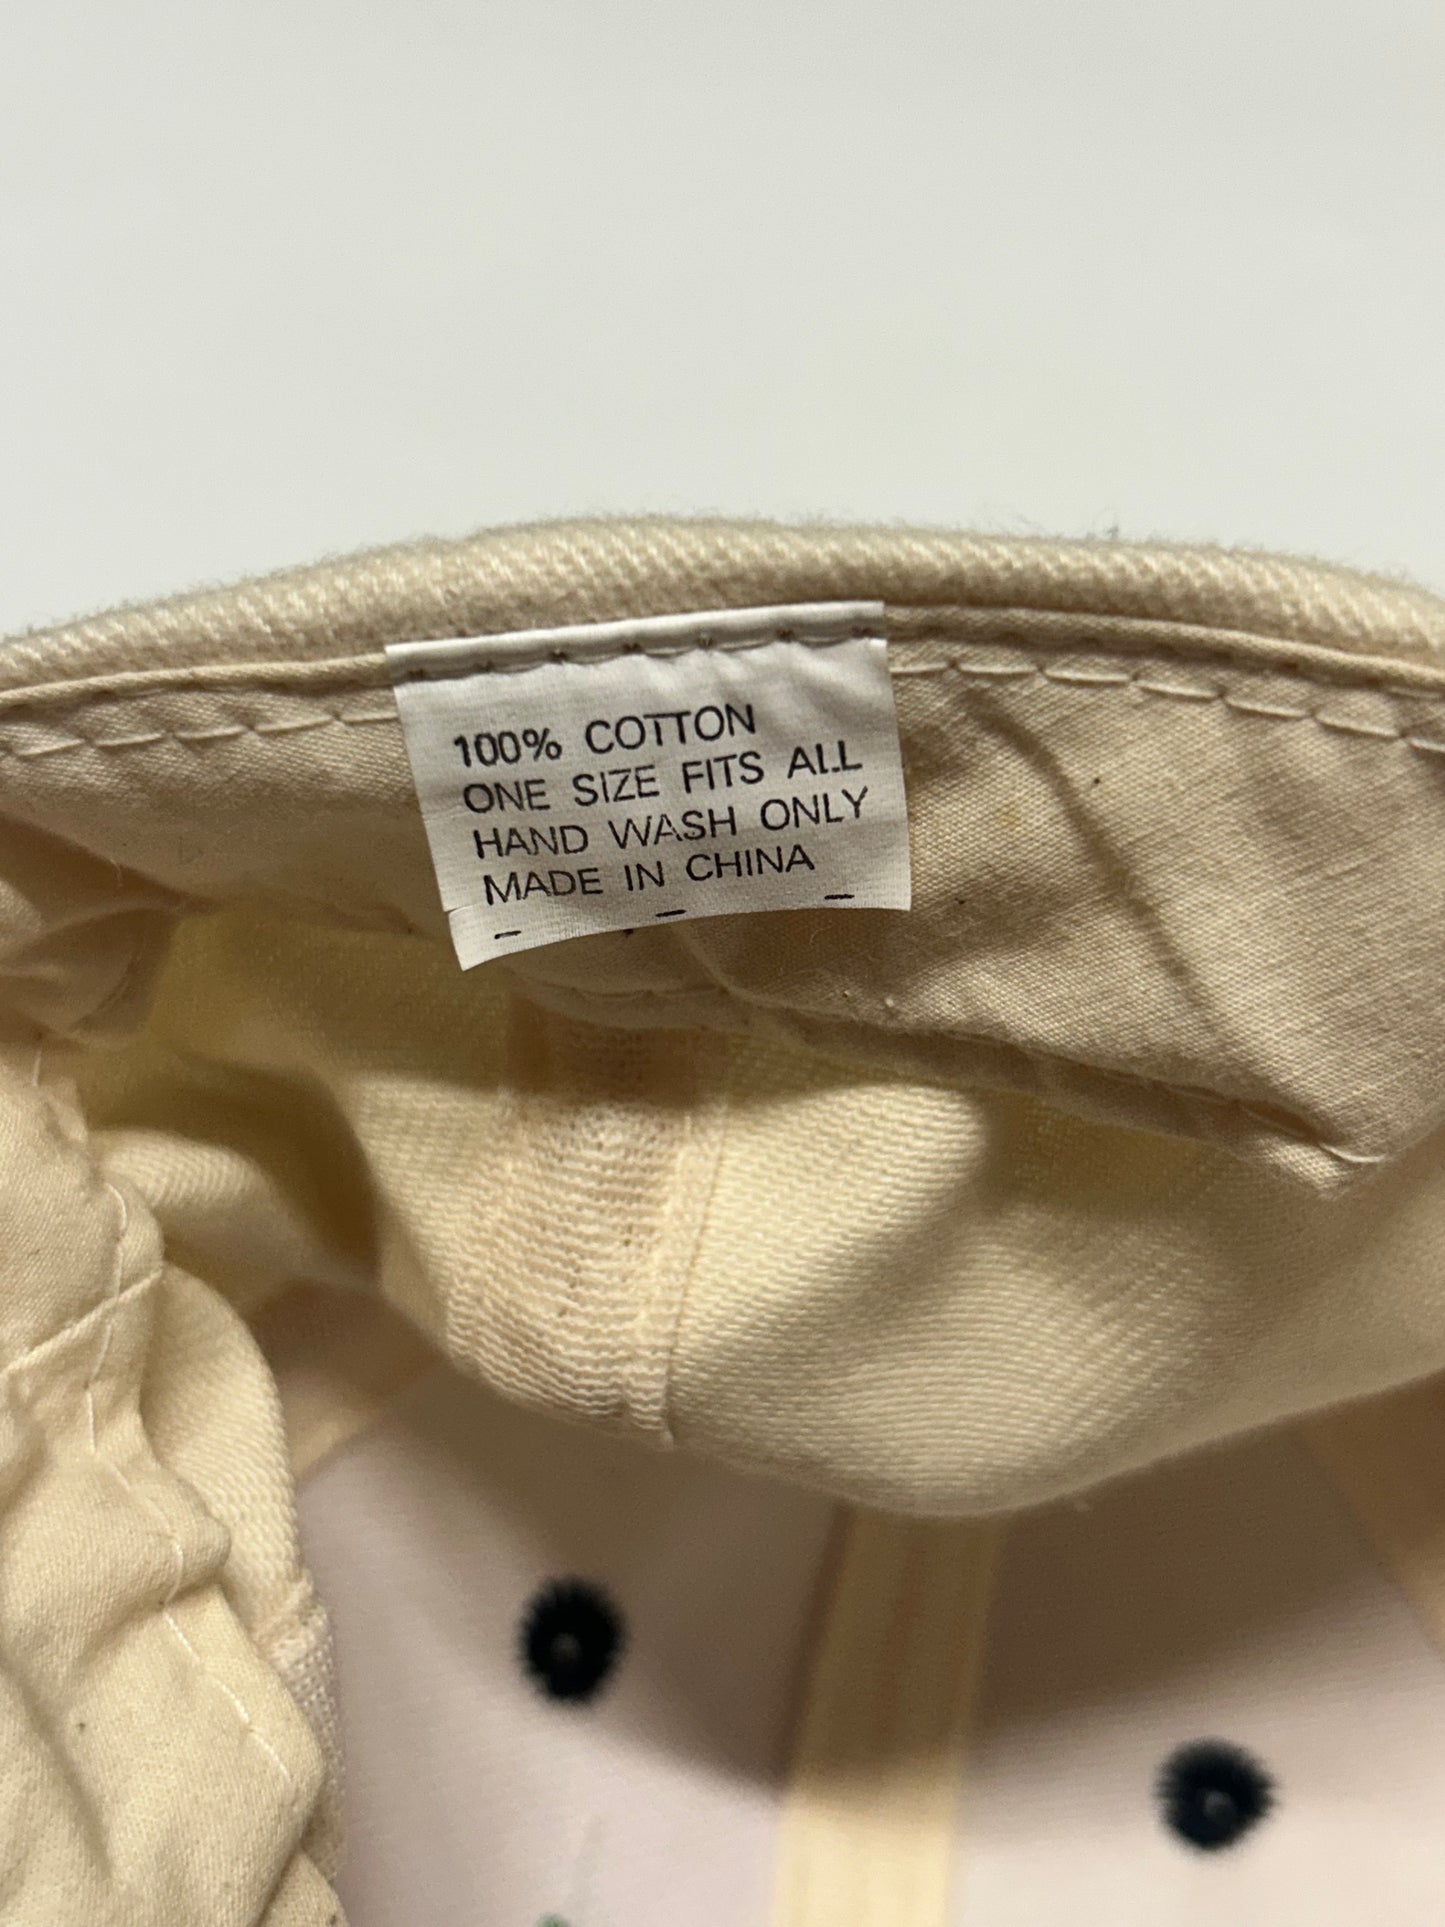 100% COTTON
ONE SIZE FITS ALL
HAND WASH ONLY
MADE IN CHINA